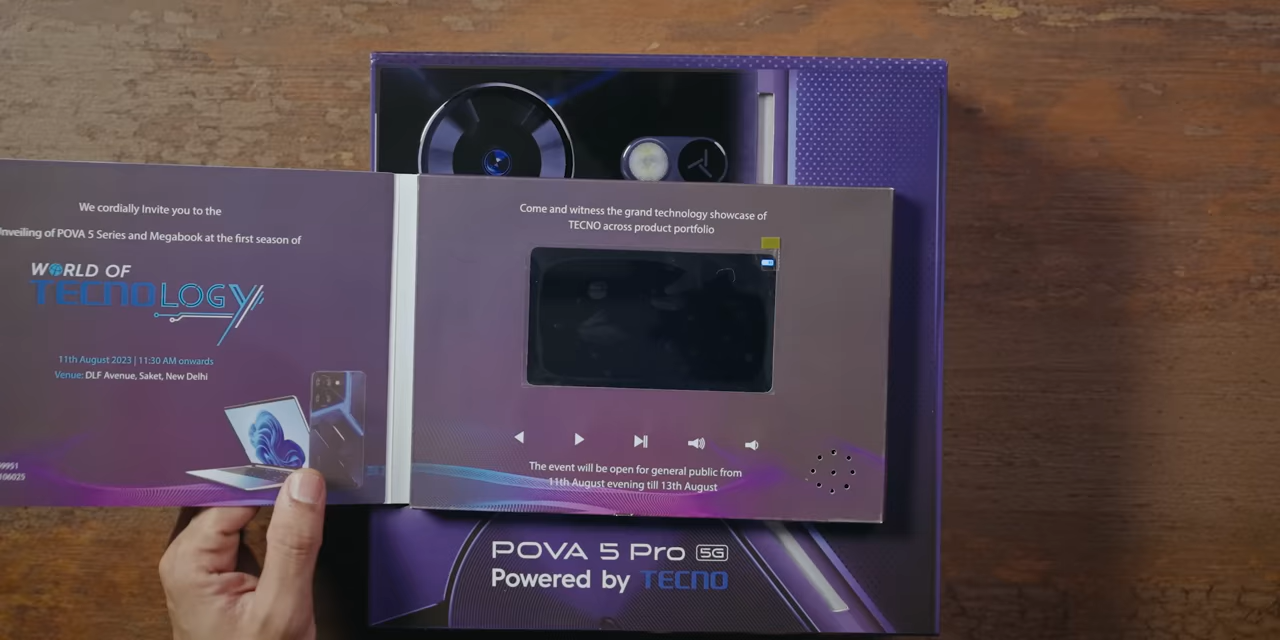 We cordially Invite you to the
Unveiling of POVA 5 Series and Megabook at the first season of
WORLD OF
TECNOLOGY
11th August 2023 | 11:30 AM onwards
Venue: DLF Avenue, Saket, New Delhi
Come and witness the grand technology showcase of
TECNO across product portfolio
The event will be open for general public from
11th August evening till 13th August
POVA 5 Pro 5G
Powered by TECNO